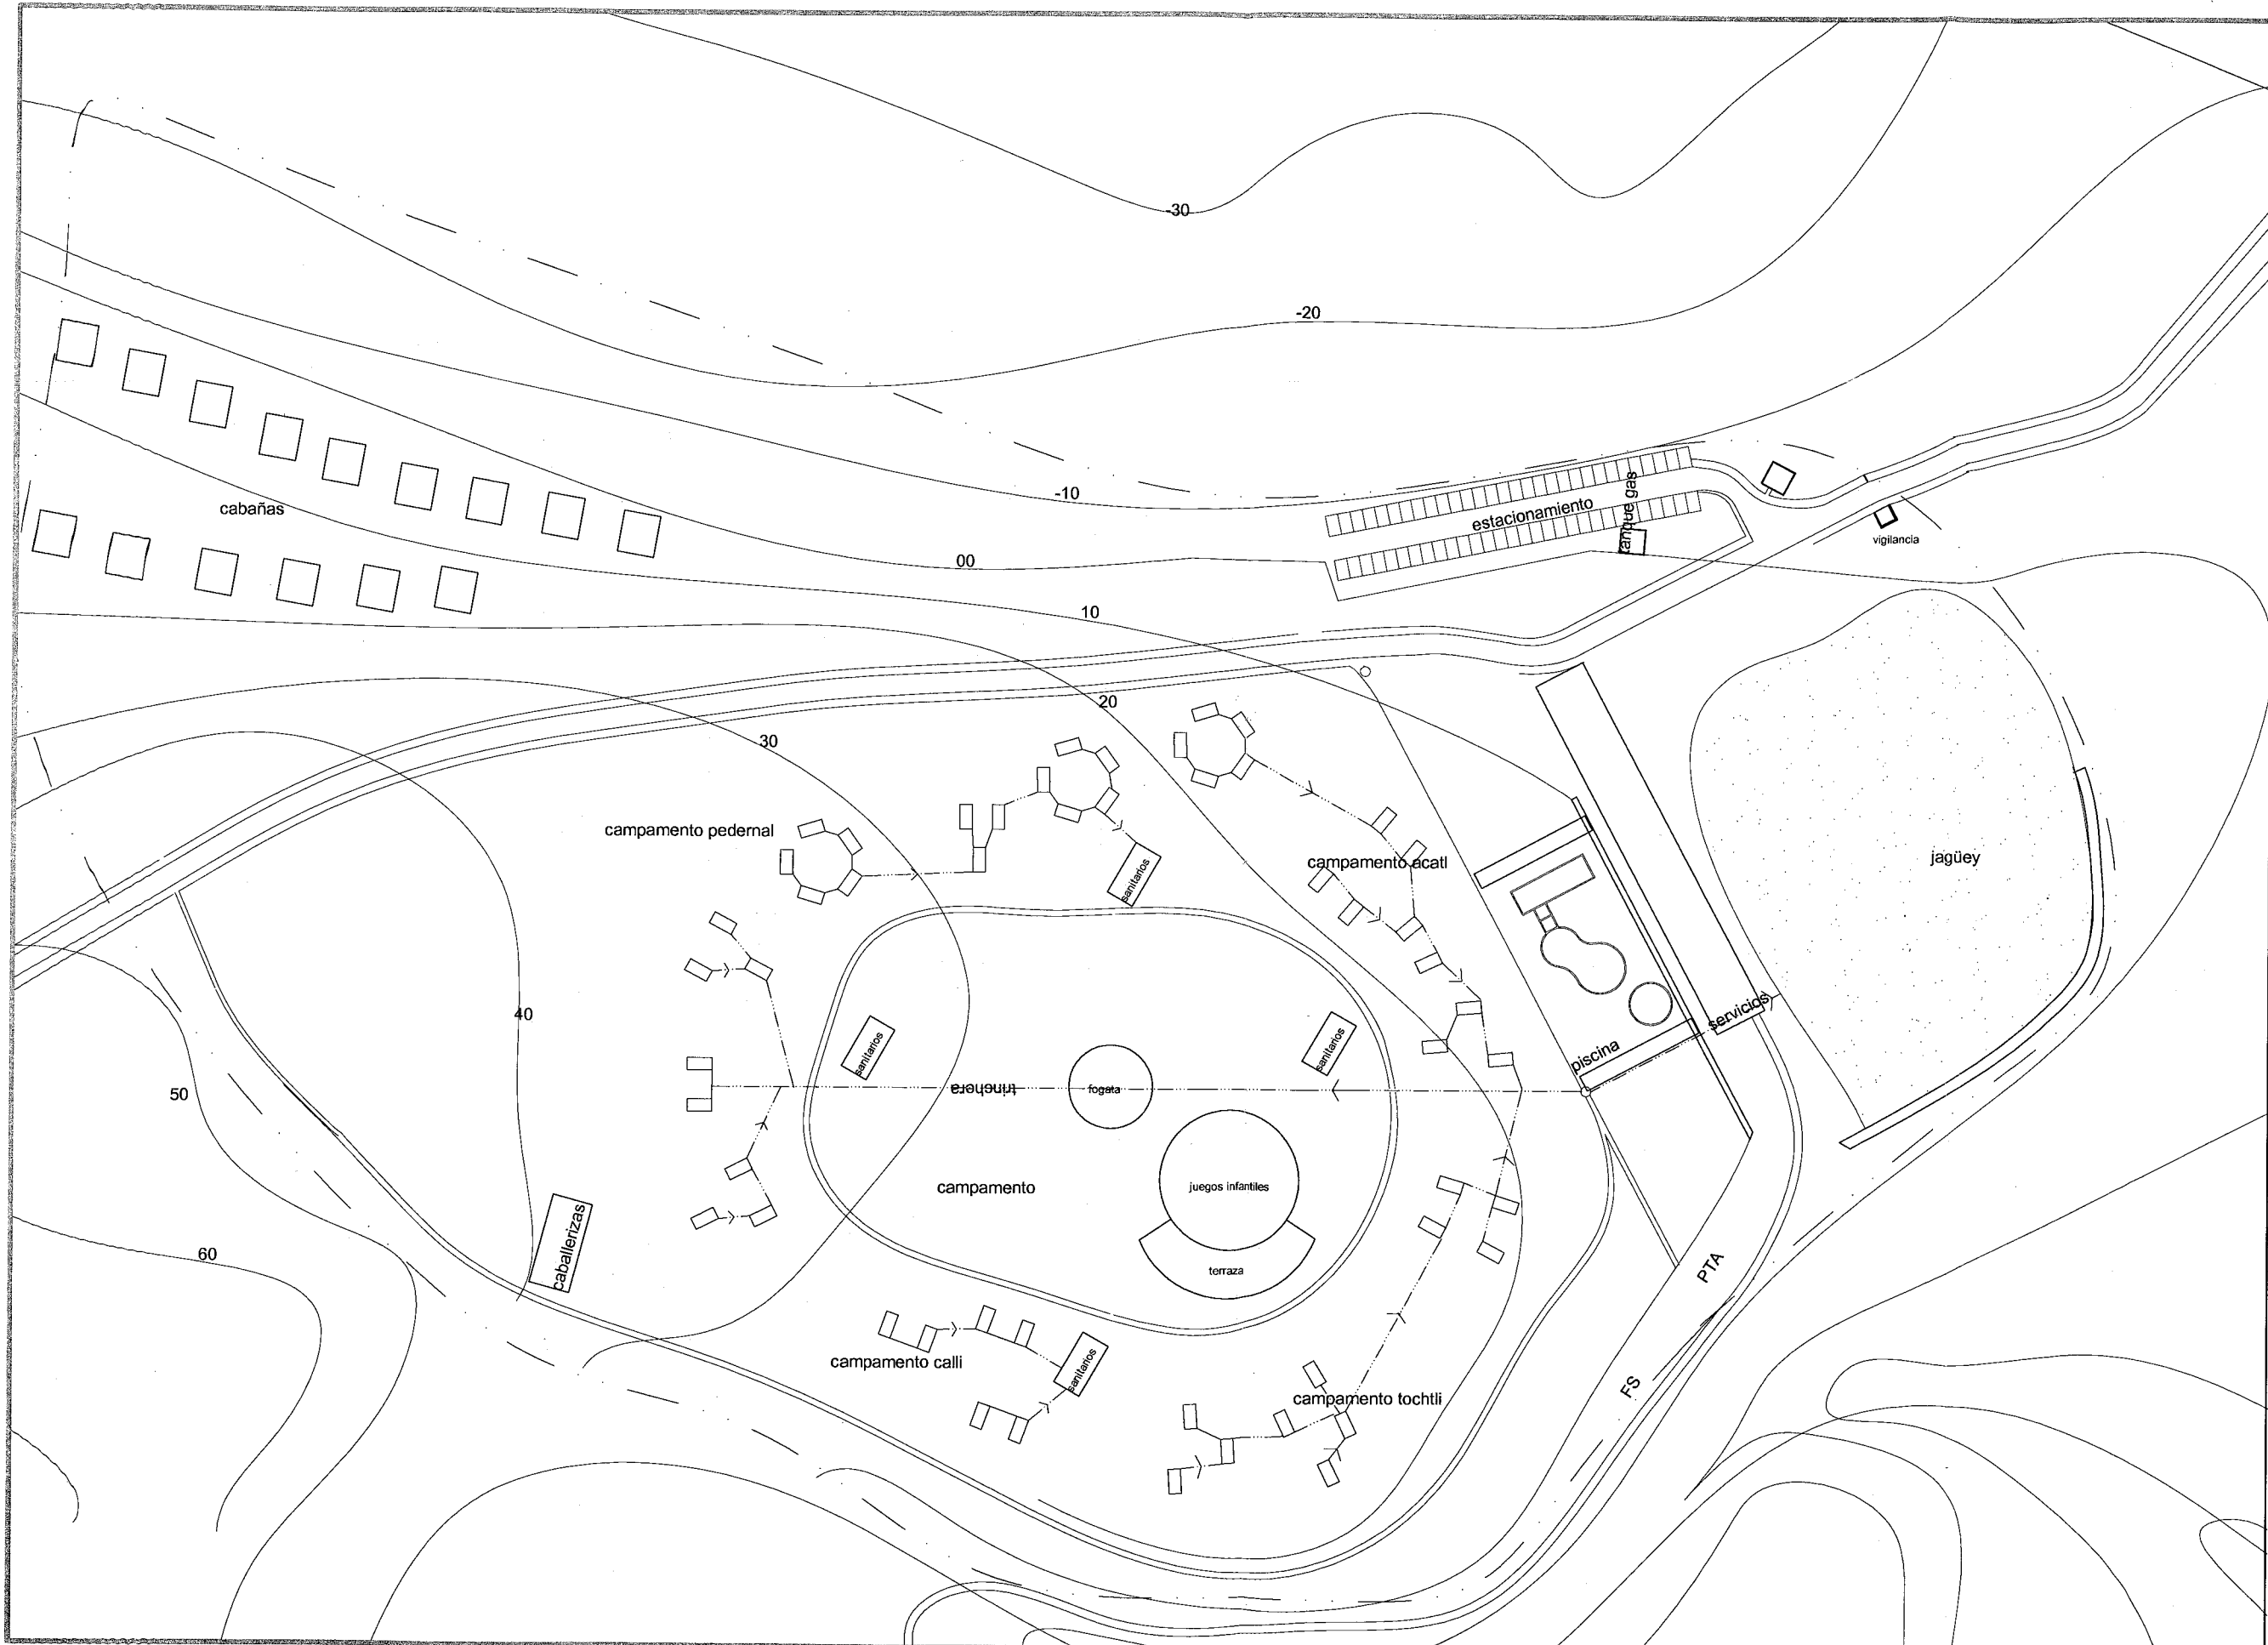 -30
-20
-10
cabañas
estacionamiento
tanque gas
vigilancia
00
10
20
30
campamento pedernal
campamento acatl
sanitarios
jagüey
40
servicios
sanitarios
sanitarios
piscina
trinchera
fogata
50
campamento
juegos infantiles
60
caballerizas
terraza
PTA
campamento calli
sanitarios
FS
campamento tochtli